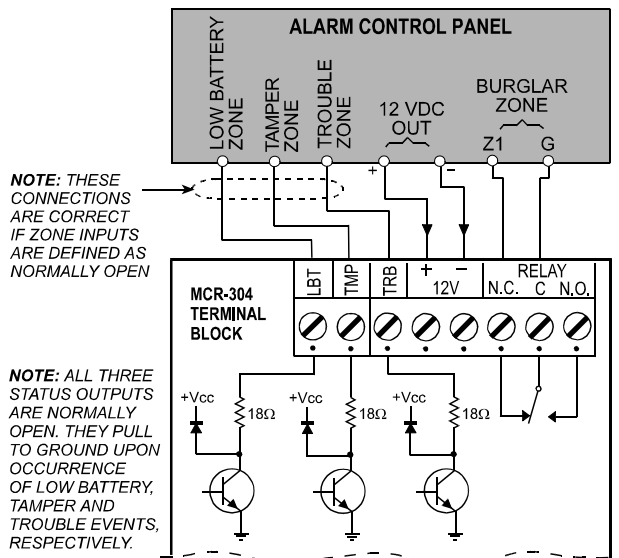 ALARM CONTROL PANEL
LOW BATTERY
ZONE
TAMPER
ZONE
TROUBLE
ZONE
12 VDC
OUT
BURGLAR
ZONE
Z1 G
+ –
NOTE: THESE
CONNECTIONS
ARE CORRECT
IF ZONE INPUTS
ARE DEFINED AS
NORMALLY OPEN
MCR-304
TERMINAL
BLOCK
LBT
TMP
TRB
+ –
12V
RELAY
N.C. C N.O.
NOTE: ALL THREE
STATUS OUTPUTS
ARE NORMALLY
OPEN. THEY PULL
TO GROUND UPON
OCCURRENCE
OF LOW BATTERY,
TAMPER AND
TROUBLE EVENTS,
RESPECTIVELY.
+Vcc 18Ω +Vcc 18Ω +Vcc 18Ω